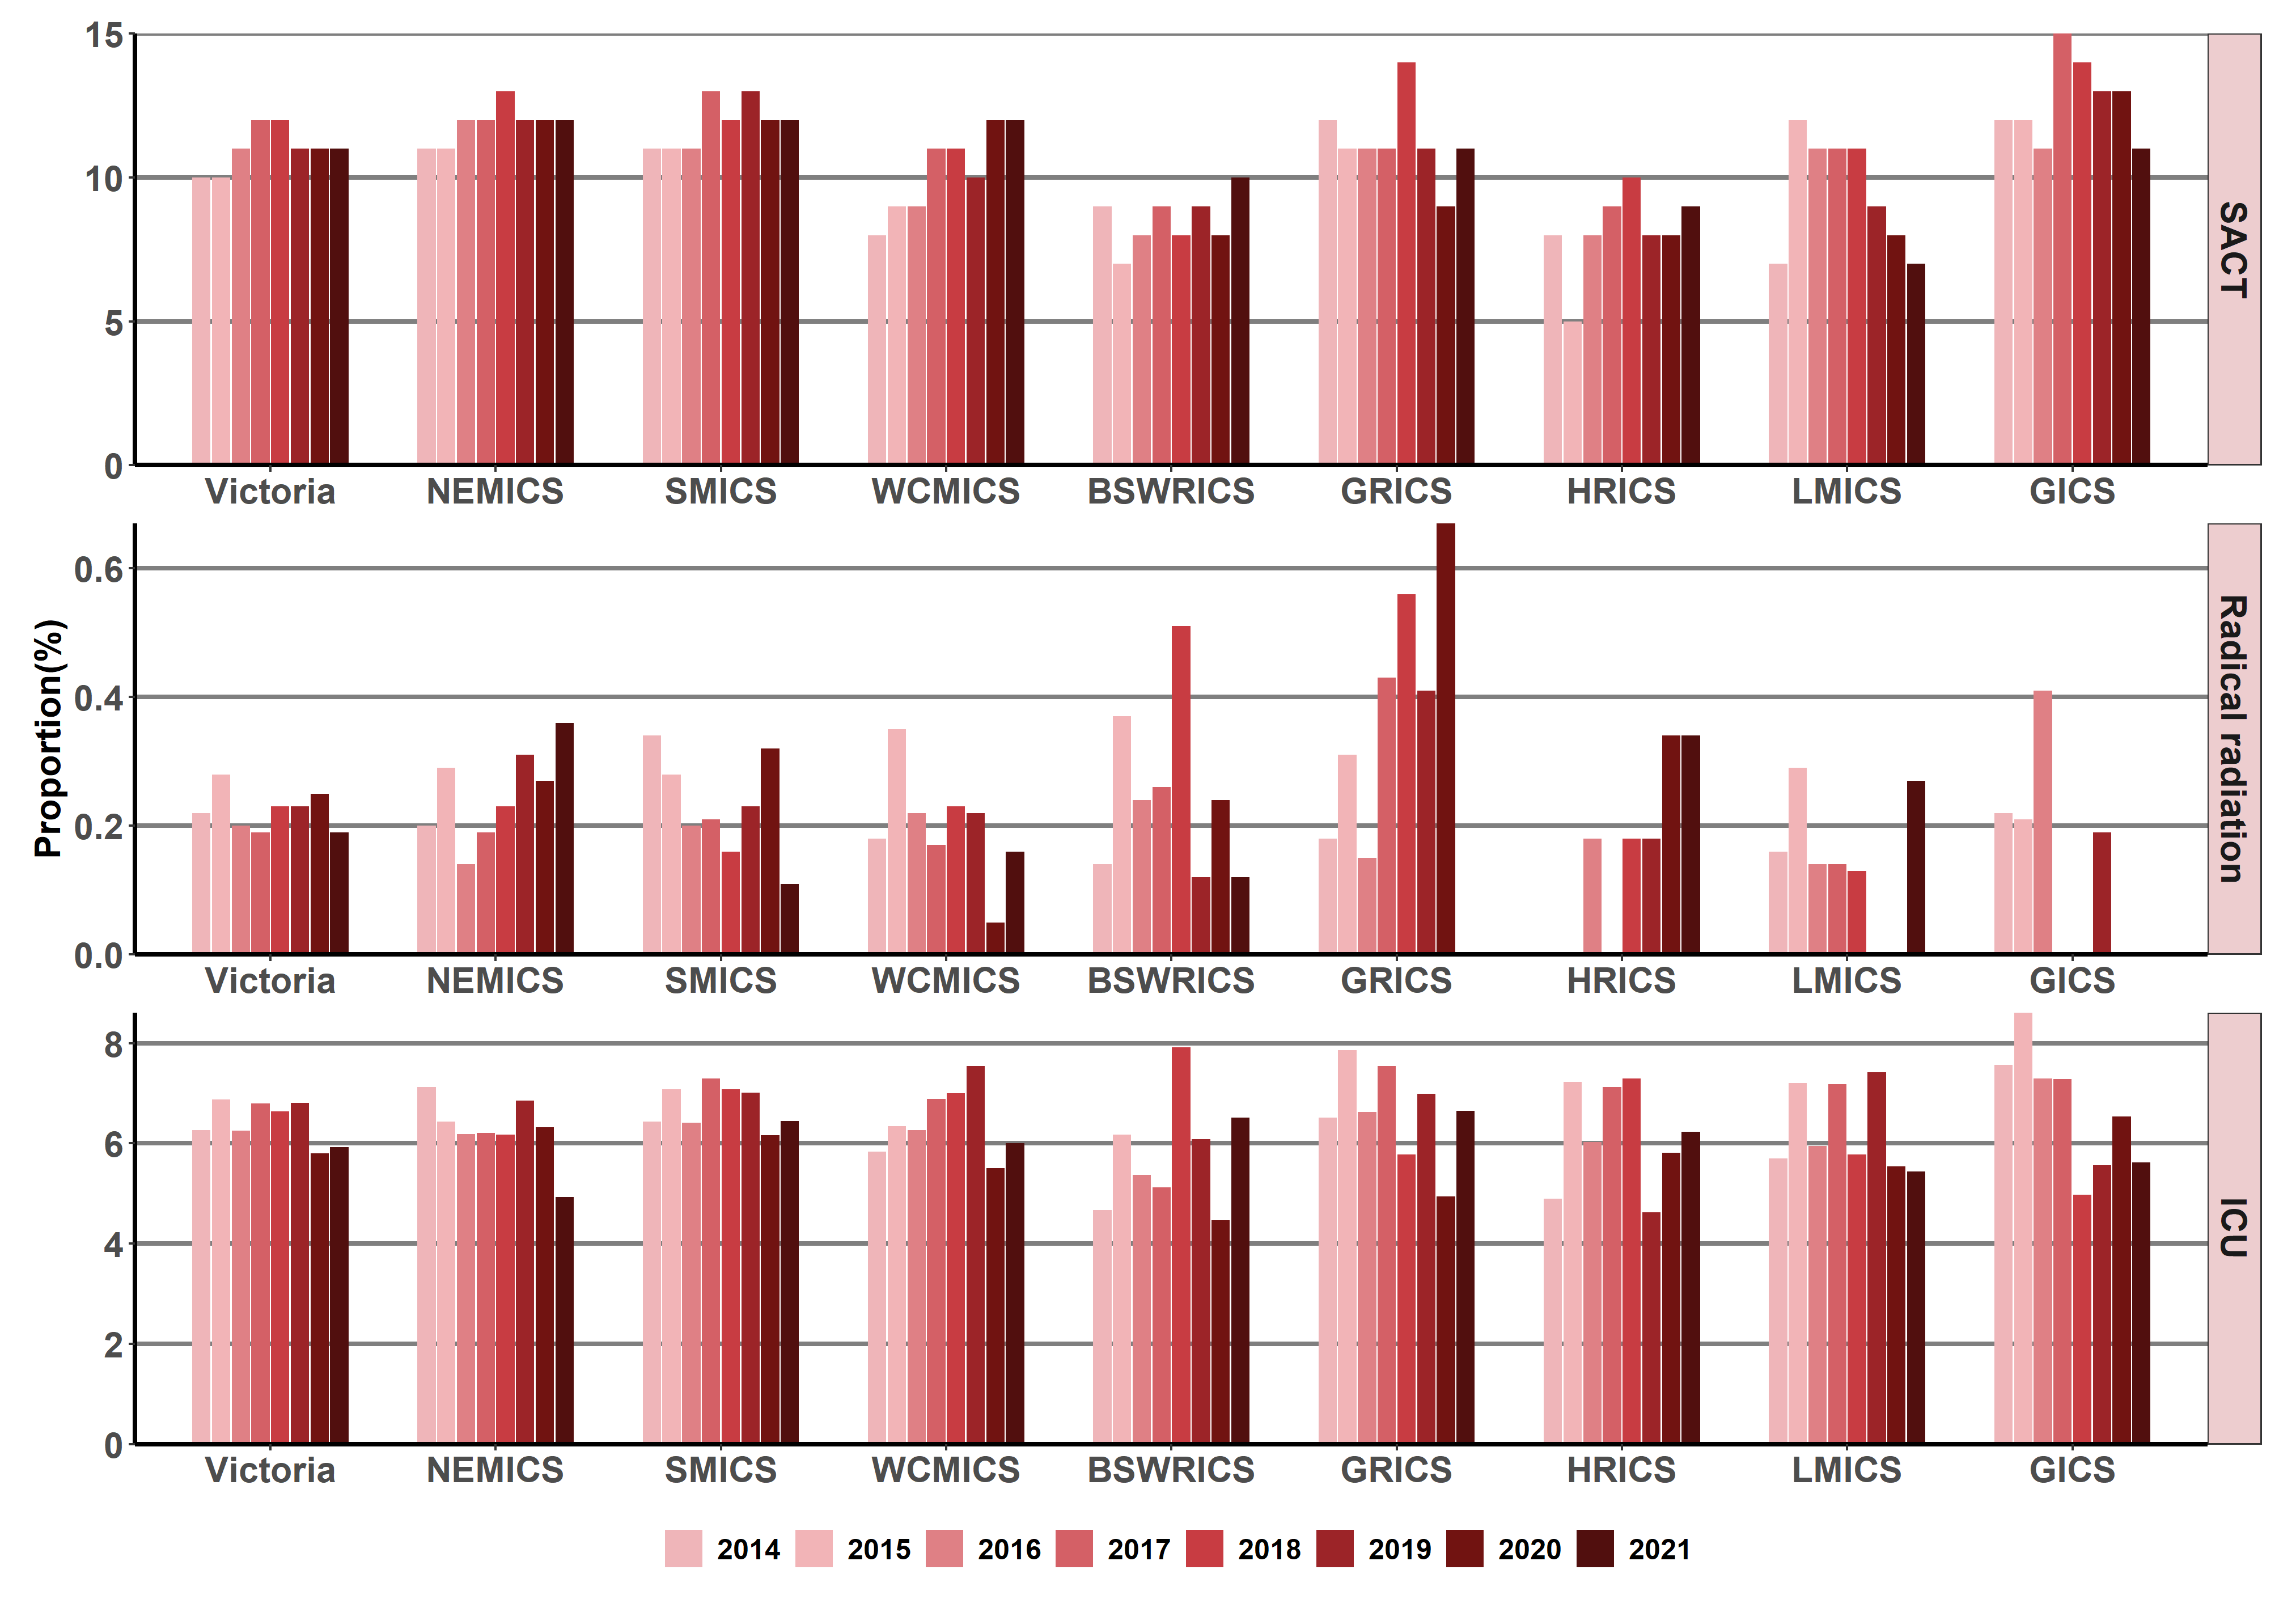 15
10
5
0
SACT
Victoria NEMICS SMICS WCMICS BSWRICS GRICS HRICS LMICS GICS
Proportion(%)
0.6
0.4
0.2
0.0
Radical radiation
Victoria NEMICS SMICS WCMICS BSWRICS GRICS HRICS LMICS GICS
8
6
4
2
0
ICU
Victoria NEMICS SMICS WCMICS BSWRICS GRICS HRICS LMICS GICS
2014 2015 2016 2017 2018 2019 2020 2021